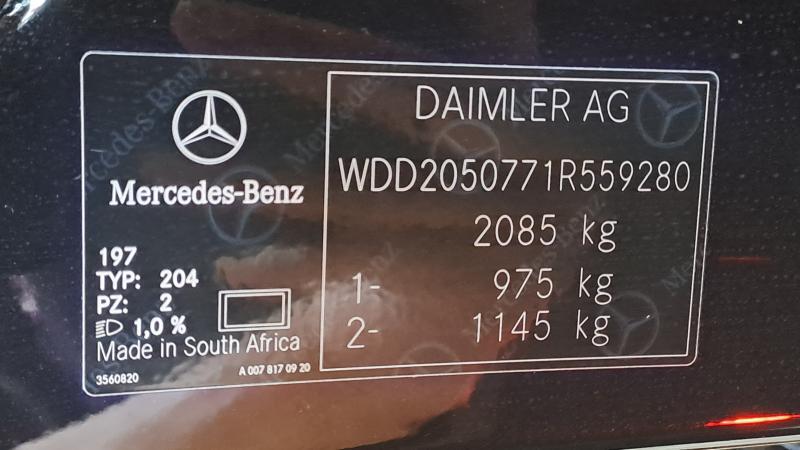 Mercedes-Benz
197
TYP: 204
PZ: 2
1,0 %
Made in South Africa
3560820
A 007 817 09 20
DAIMLER AG
WDD2050771R559280
2085 kg
1- 975 kg
2- 1145 kg